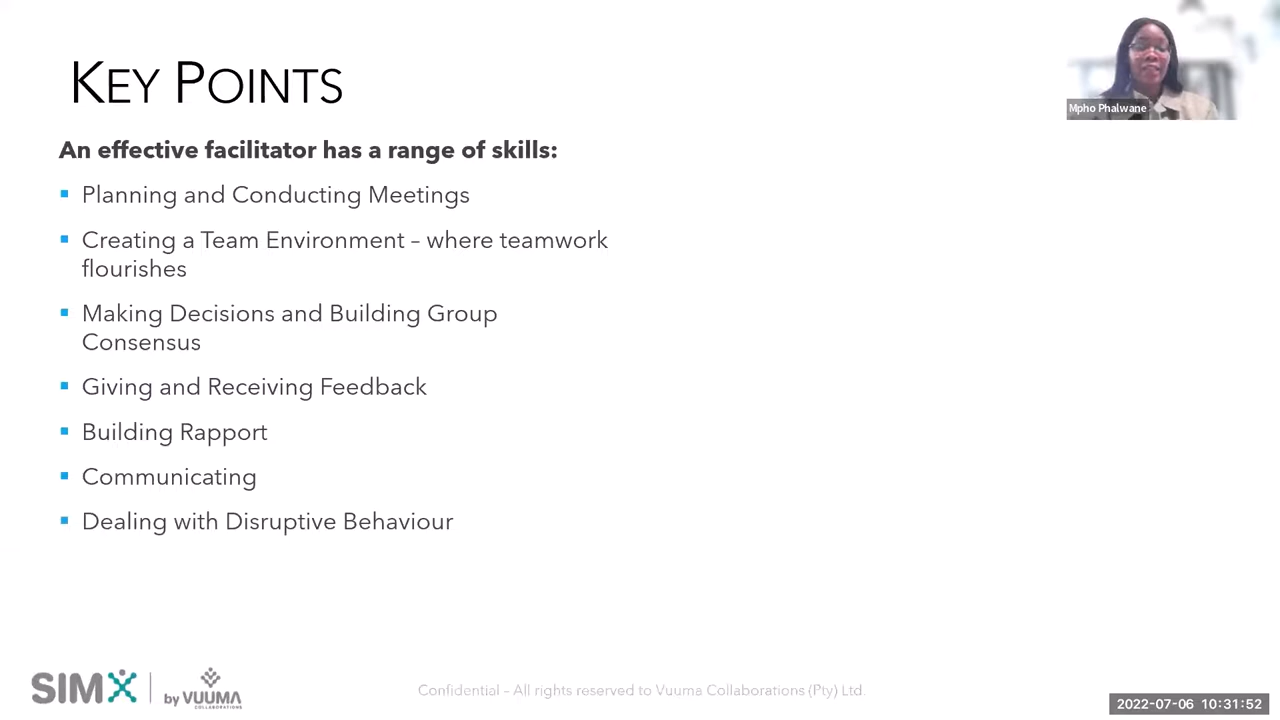 KEY POINTS
Mpho Phalwane
An effective facilitator has a range of skills:
Planning and Conducting Meetings
Creating a Team Environment – where teamwork
flourishes
Making Decisions and Building Group
Consensus
Giving and Receiving Feedback
Building Rapport
Communicating
Dealing with Disruptive Behaviour
SIMX
by VUUMA
COLLABORATIONS
Confidential – All rights reserved to Vuuma Collaborations (Pty) Ltd.
2022-07-06 10:31:52